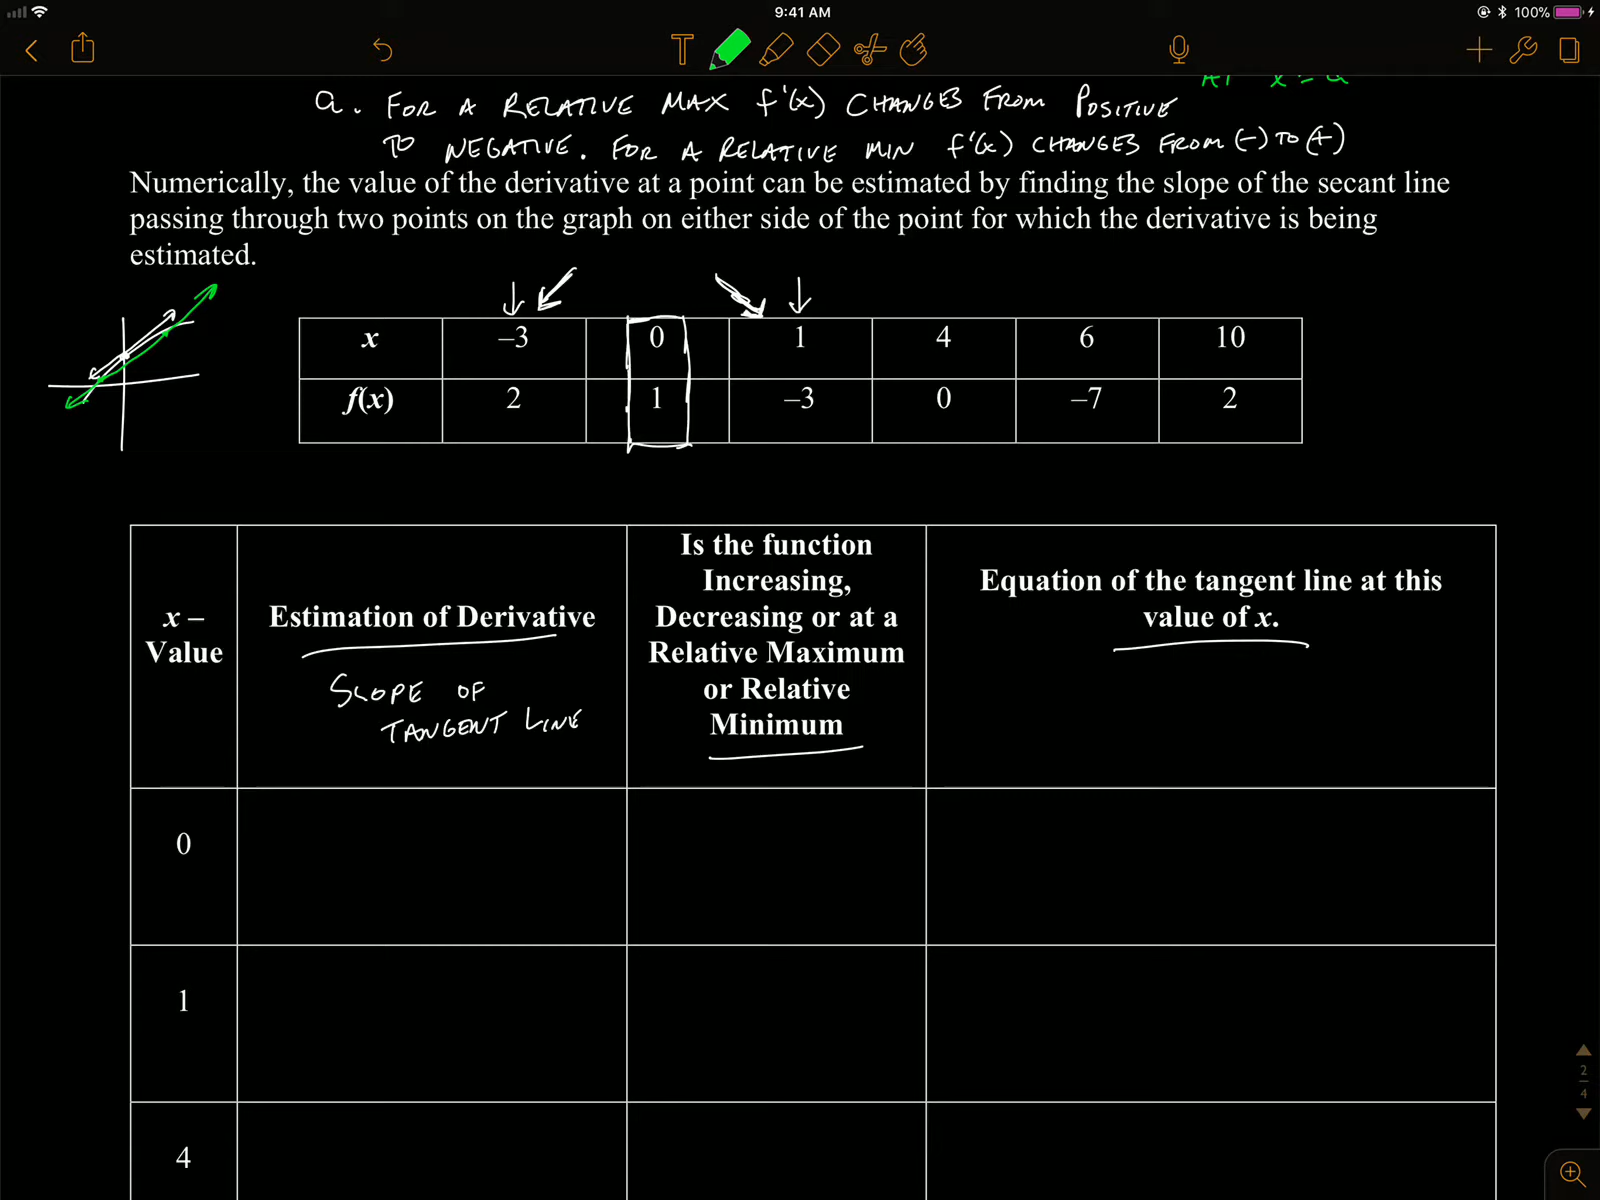 9:41 AM
100%
T
AT x = a
a. FOR A RELATIVE MAX f'(x) CHANGES FROM POSITIVE
TO NEGATIVE. FOR A RELATIVE MIN f'(x) CHANGES FROM (-) TO (+)
Numerically, the value of the derivative at a point can be estimated by finding the slope of the secant line
passing through two points on the graph on either side of the point for which the derivative is being
estimated.
x –3 0 1 4 6 10
f(x) 2 1 –3 0 –7 2
x –
Value
Estimation of Derivative
SLOPE OF
TANGENT LINE
Is the function
Increasing,
Decreasing or at a
Relative Maximum
or Relative
Minimum
Equation of the tangent line at this
value of x.
0
1
4
2
4